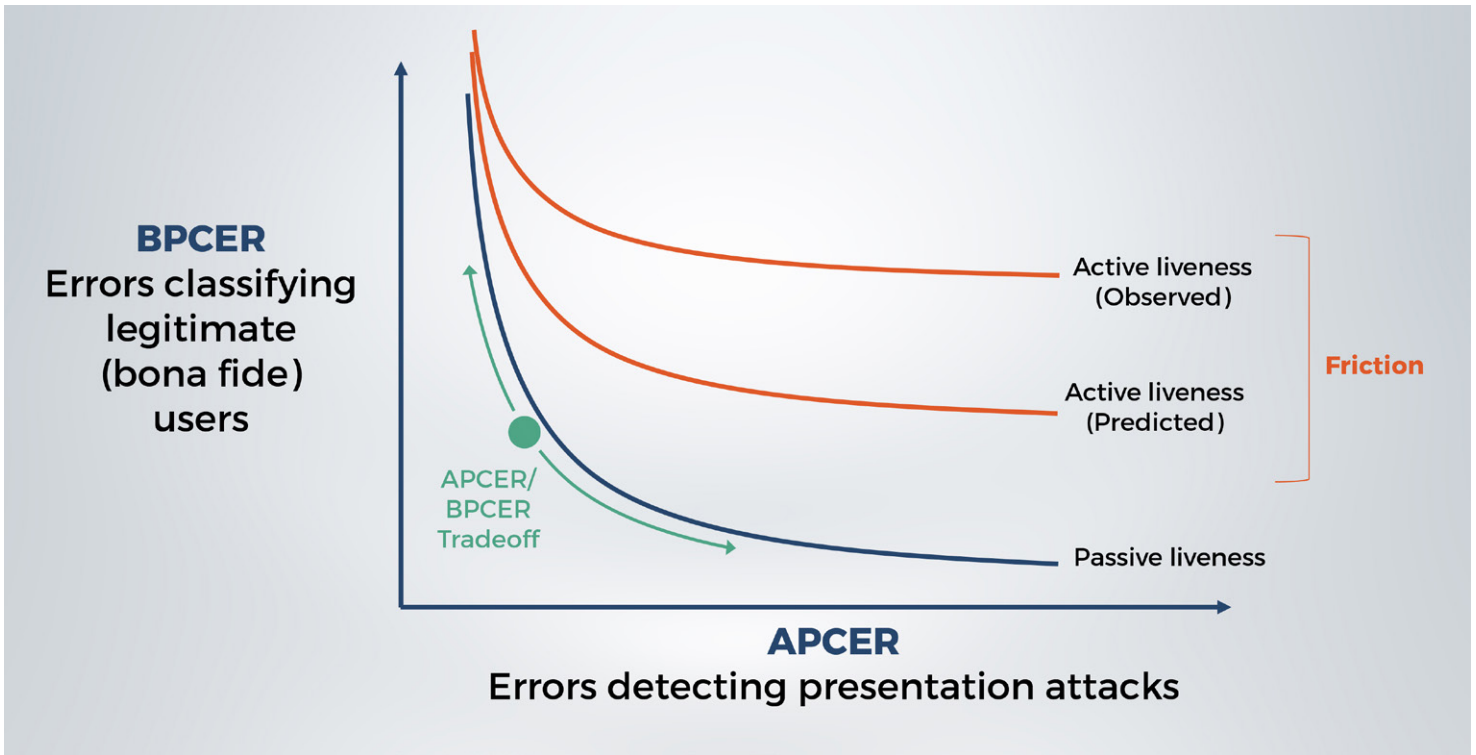 BPCER
Errors classifying
legitimate
(bona fide)
users
APCER/
BPCER
Tradeoff
Active liveness
(Observed)
Active liveness
(Predicted)
Passive liveness
Friction
APCER
Errors detecting presentation attacks